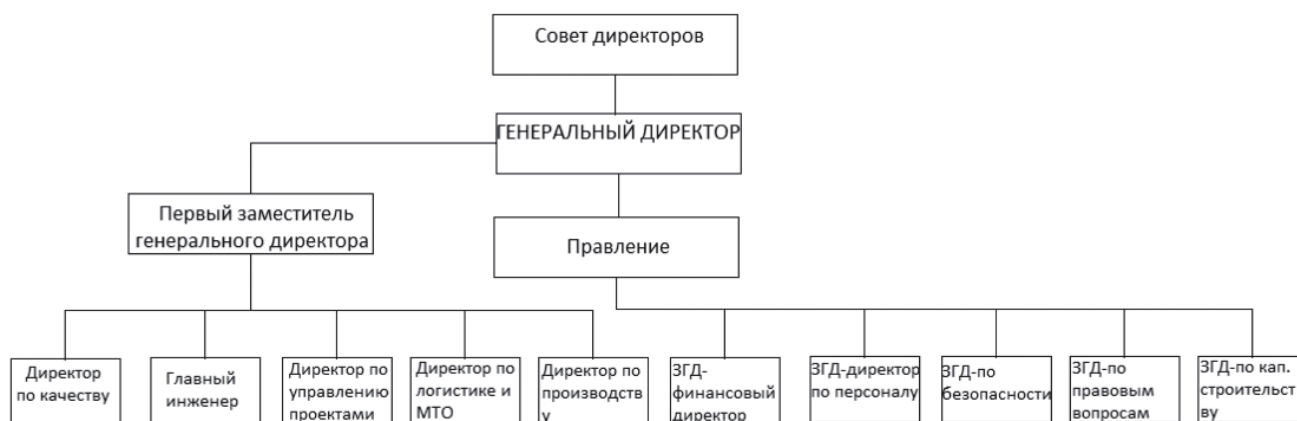 Совет директоров
ГЕНЕРАЛЬНЫЙ ДИРЕКТОР
Первый заместитель
генерального директора
Правление
Директор
по качеству
Главный
инженер
Директор по
управлению
проектами
Директор по
логистике и
МТО
Директор по
производств
у
ЗГД-
финансовый
директор
ЗГД-директор
по персоналу
ЗГД-по
безопасности
ЗГД-по
правовым
вопросам
ЗГД-по кап.
строительст
ву